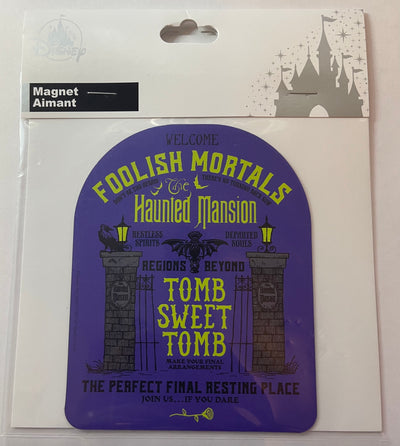 Disney
Magnet
Aimant
WELCOME
FOOLISH MORTALS
The
Haunted Mansion
RESTLESS SPIRITS
DEPARTED SOULS
REGIONS BEYOND
TOMB
SWEET
TOMB
MAKE YOUR FINAL
ARRANGEMENTS
THE PERFECT FINAL RESTING PLACE
JOIN US...IF YOU DARE